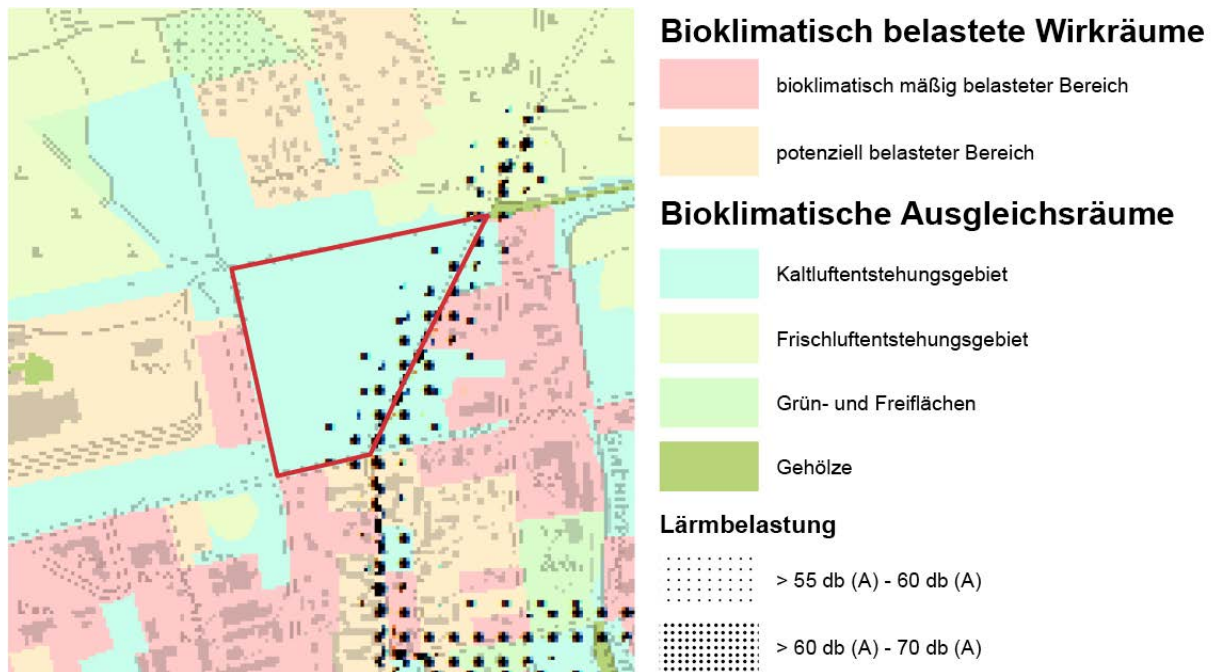 Bioklimatisch belastete Wirkräume
bioklimatisch mäßig belasteter Bereich
potenziell belasteter Bereich
Bioklimatische Ausgleichsräume
Kaltluftentstehungsgebiet
Frischluftentstehungsgebiet
Grün- und Freiflächen
Gehölze
Lärmbelastung
> 55 db (A) - 60 db (A)
> 60 db (A) - 70 db (A)